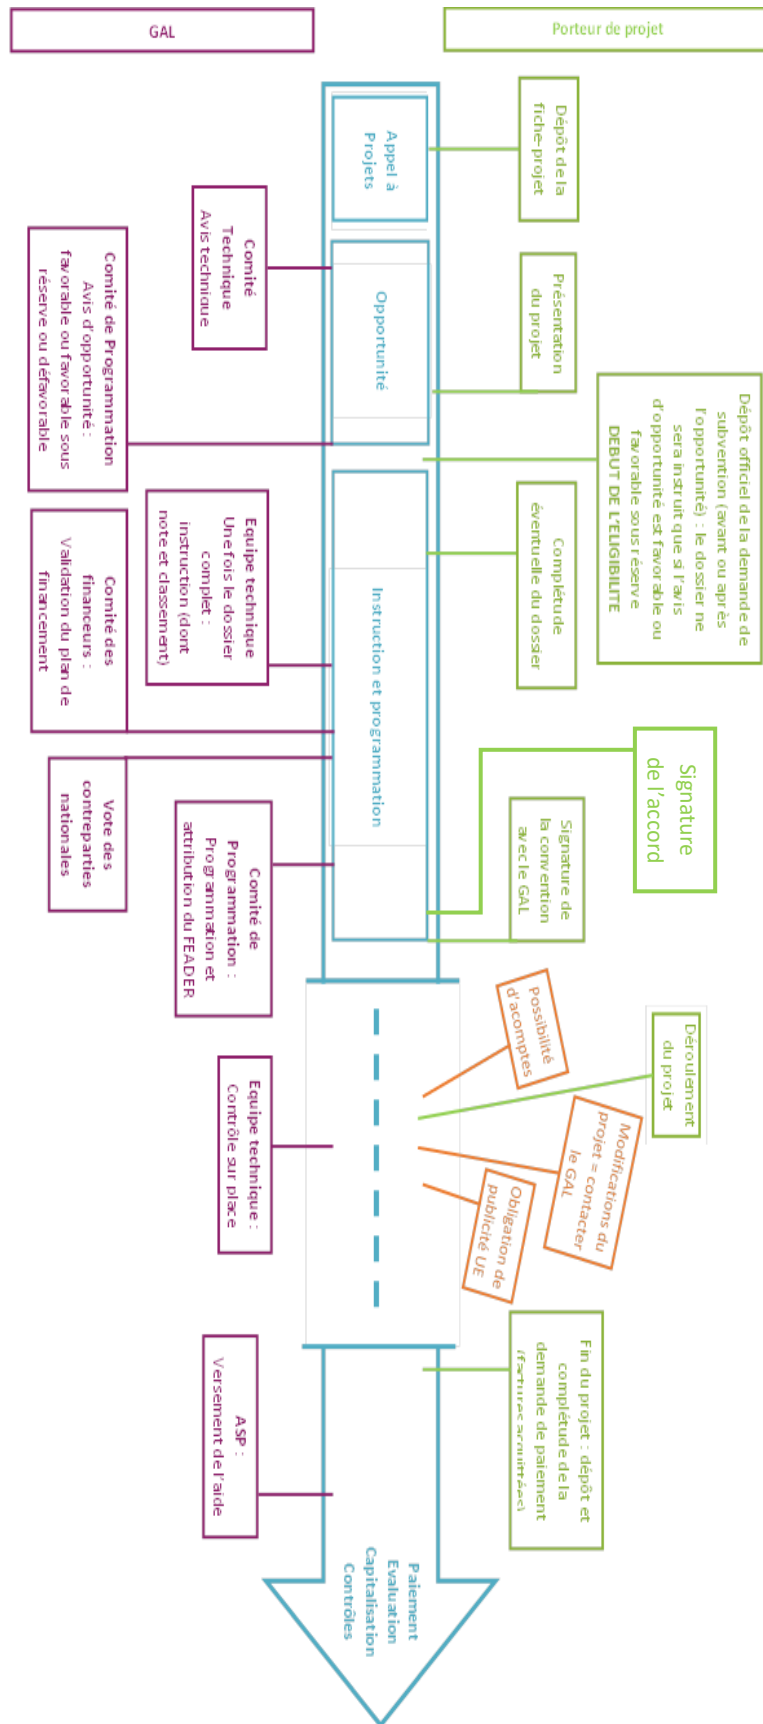 GAL
Porteur de projet
Dépôt de la
fiche-projet
Appel à
Projets
Comité
Technique
Avis technique
Présentation
du projet
Opportunité
Comité de Programmation
Avis d'opportunité :
favorable ou favorable sous
réserve ou défavorable
Dépôt officiel de la demande de
subvention (avant ou après
l'opportunité) : le dossier ne
sera instruit que si l'avis
d'opportunité est favorable ou
favorable sous réserve
DEBUT DE L'ELIGIBILITE
Complétude
éventuelle du dossier
Instruction et programmation
Equipe technique
Une fois le dossier
complet :
instruction (dont
note et classement)
Comité des
financeurs :
Validation du plan de
financement
Signature
de l'accord
Signature de
la convention
avec le GAL
Vote des
contreparties
nationales
Comité de
Programmation :
Programmation et
attribution du FEADER
Possibilité
d'acomptes
Déroulement
du projet
Modifications du
projet = contacter
le GAL
Obligation de
publicité UE
Equipe technique :
Contrôle sur place
Fin du projet : dépôt et
complétude de la
demande de paiement
(factures acquittées)
ASP :
Versement de l'aide
Paiement
Evaluation
Capitalisation
Contrôles